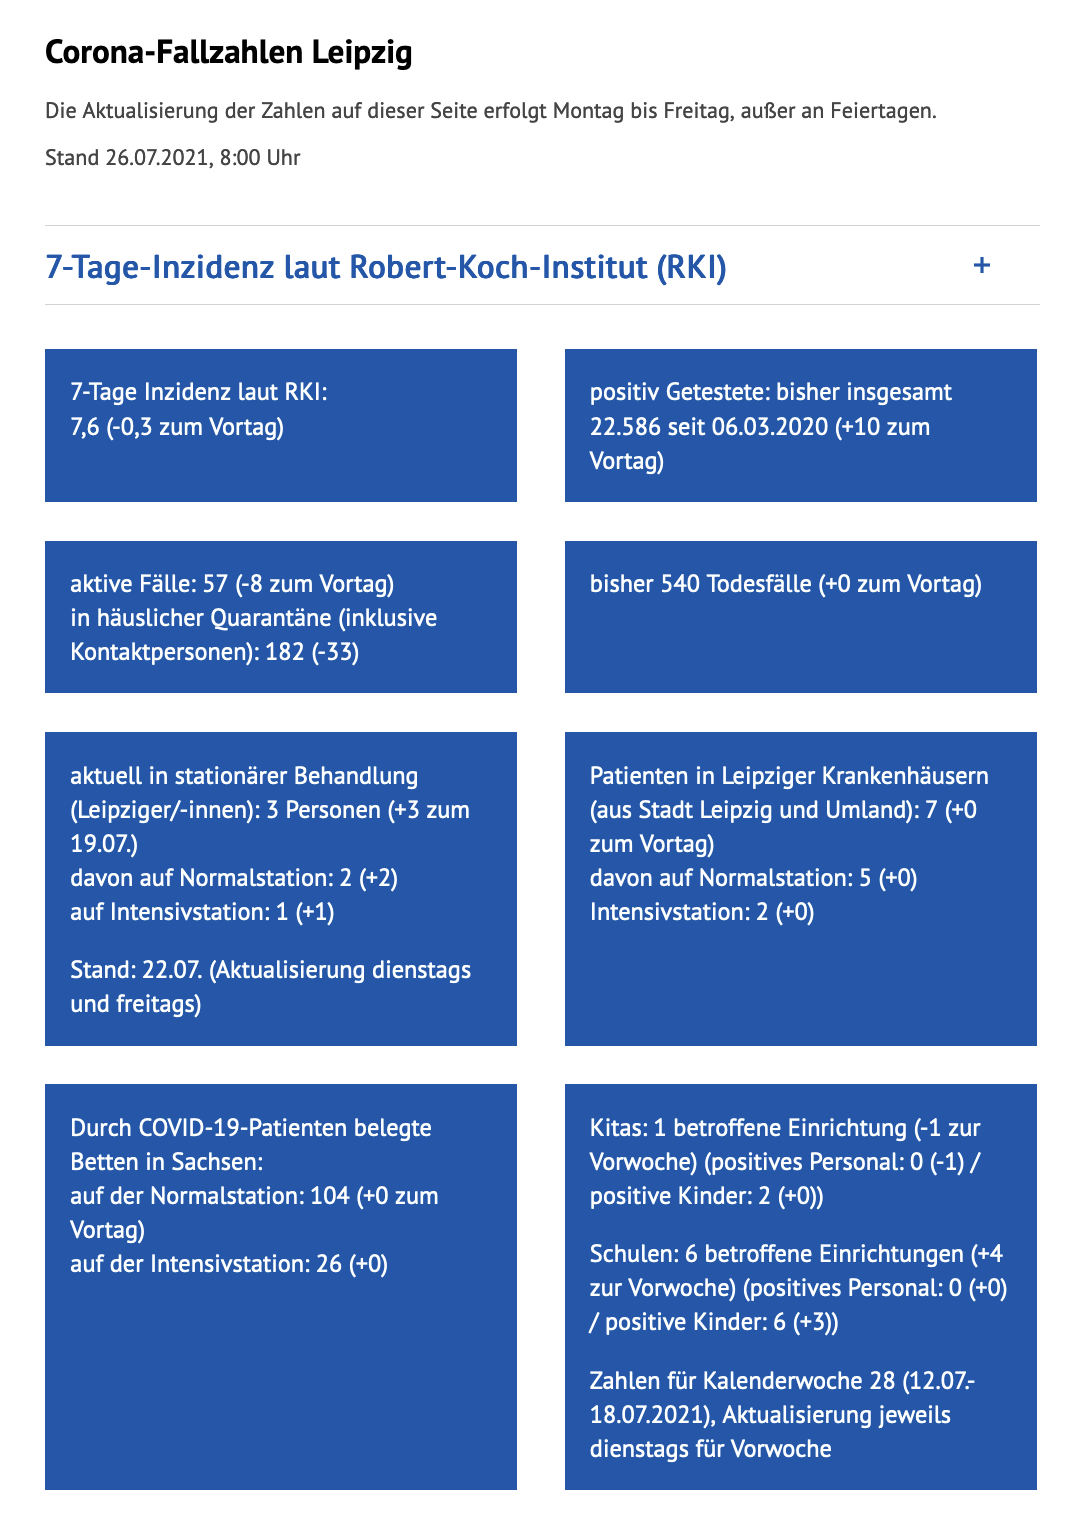 Corona-Fallzahlen Leipzig
Die Aktualisierung der Zahlen auf dieser Seite erfolgt Montag bis Freitag, außer an Feiertagen.
Stand 26.07.2021, 8:00 Uhr
7-Tage-Inzidenz laut Robert-Koch-Institut (RKI) +
7-Tage Inzidenz laut RKI:
7,6 (-0,3 zum Vortag)
positiv Getestete: bisher insgesamt
22.586 seit 06.03.2020 (+10 zum
Vortag)
aktive Fälle: 57 (-8 zum Vortag)
in häuslicher Quarantäne (inklusive
Kontaktpersonen): 182 (-33)
bisher 540 Todesfälle (+0 zum Vortag)
aktuell in stationärer Behandlung
(Leipziger/-innen): 3 Personen (+3 zum
19.07.)
davon auf Normalstation: 2 (+2)
auf Intensivstation: 1 (+1)
Stand: 22.07. (Aktualisierung dienstags
und freitags)
Patienten in Leipziger Krankenhäusern
(aus Stadt Leipzig und Umland): 7 (+0
zum Vortag)
davon auf Normalstation: 5 (+0)
Intensivstation: 2 (+0)
Durch COVID-19-Patienten belegte
Betten in Sachsen:
auf der Normalstation: 104 (+0 zum
Vortag)
auf der Intensivstation: 26 (+0)
Kitas: 1 betroffene Einrichtung (-1 zur
Vorwoche) (positives Personal: 0 (-1) /
positive Kinder: 2 (+0))
Schulen: 6 betroffene Einrichtungen (+4
zur Vorwoche) (positives Personal: 0 (+0)
/ positive Kinder: 6 (+3))
Zahlen für Kalenderwoche 28 (12.07.-
18.07.2021), Aktualisierung jeweils
dienstags für Vorwoche